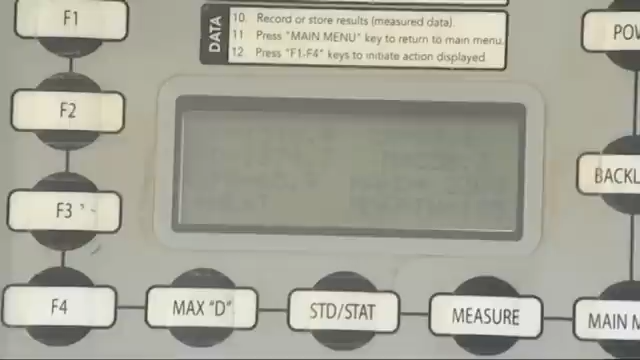 10. Record or store results (measured data).
11 Press "MAIN MENU" key to return to main menu.
12. Press "F1-F4" keys to initiate action displayed.
DATA
F1
F2
F3
F4
MAX "D"
STD/STAT
MEASURE
MAIN M
BACKL
POW